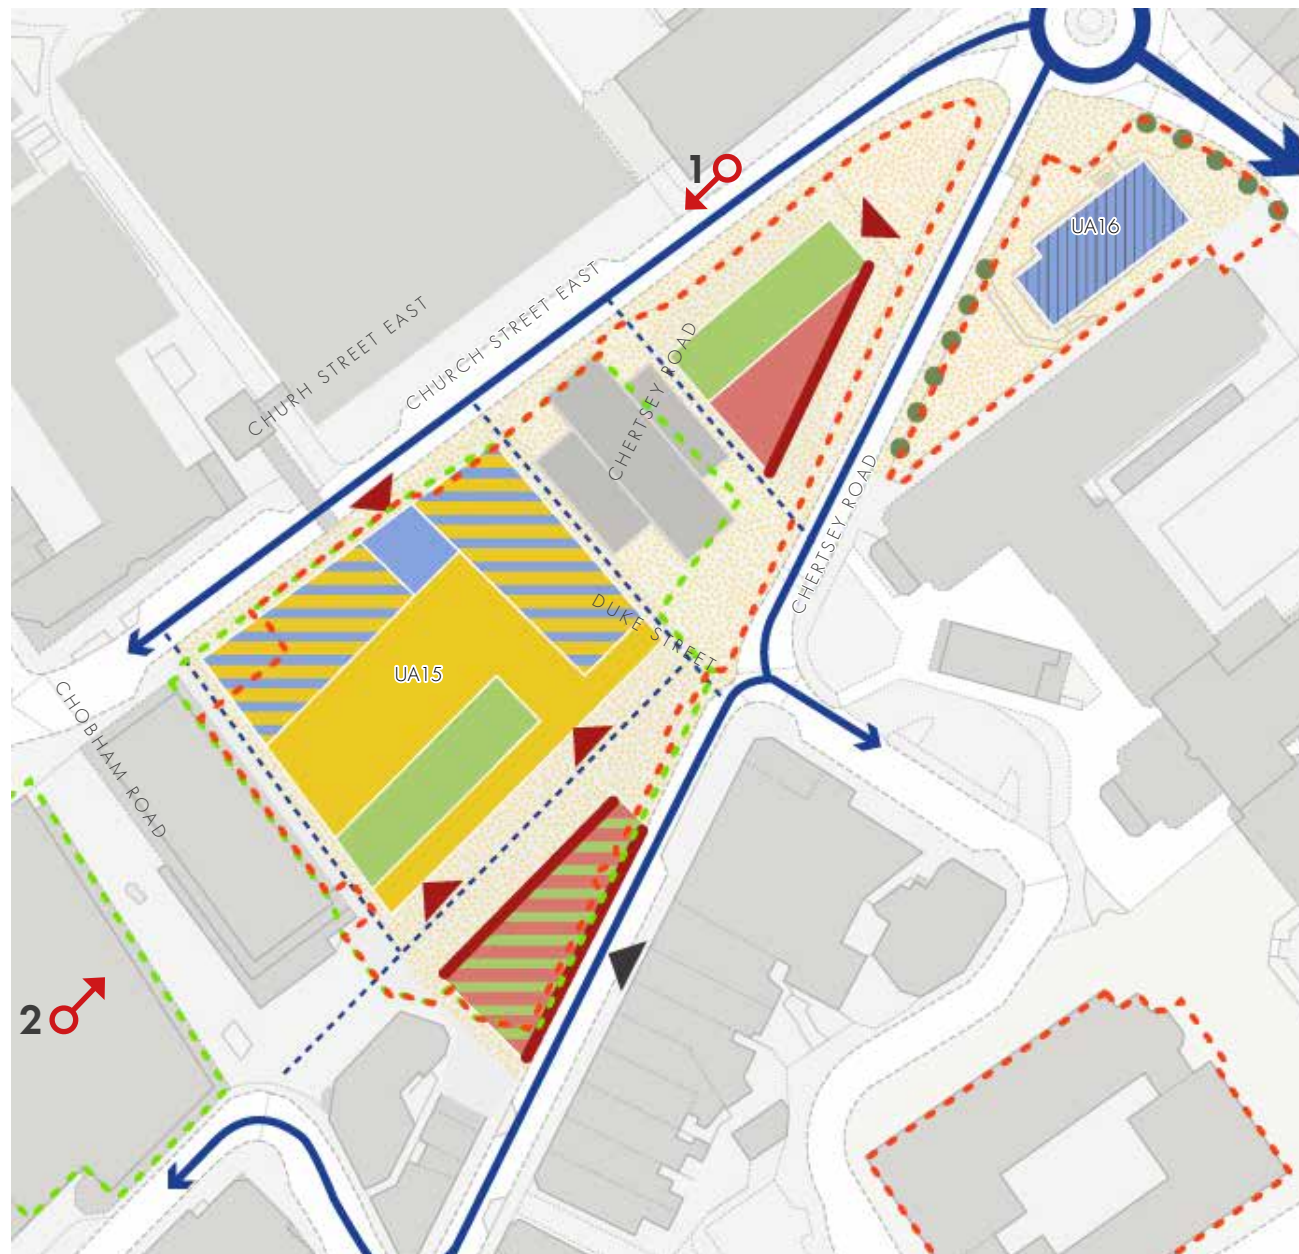 1
UA16
CHURH STREET EAST
CHURCH STREET EAST
CHERTSEY ROAD
CHERTSEY ROAD
DUKE STREET
UA15
CHOBHAM ROAD
2